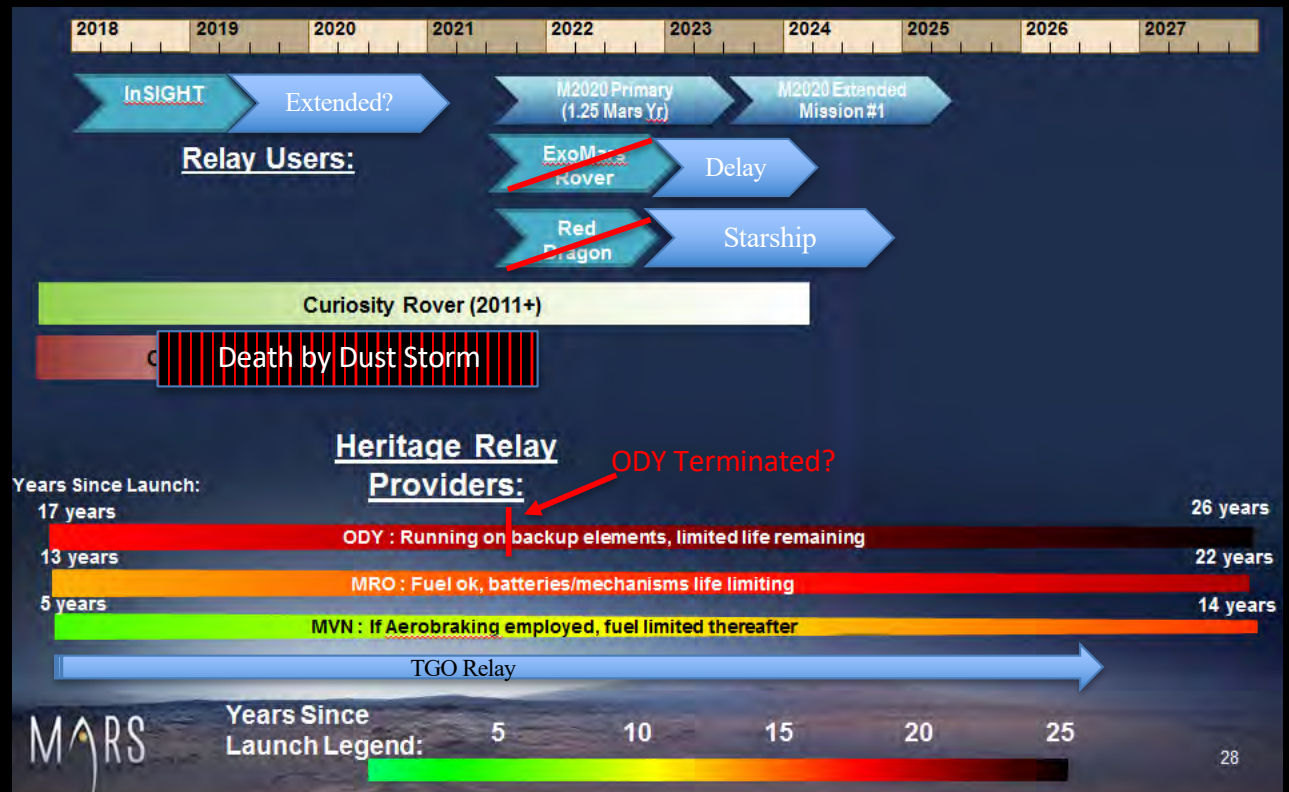 2018 2019 2020 2021 2022 2023 2024 2025 2026 2027
InSIGHT
Extended?
M2020 Primary
(1.25 Mars Yr)
M2020 Extended
Mission #1
Relay Users:
ExoMars
Rover
Delay
Red
Dragon
Starship
Curiosity Rover (2011+)
Death by Dust Storm
Heritage Relay
Providers:
ODY Terminated?
Years Since Launch:
17 years
26 years
ODY : Running on backup elements, limited life remaining
13 years
22 years
MRO : Fuel ok, batteries/mechanisms life limiting
5 years
14 years
MVN : If Aerobraking employed, fuel limited thereafter
TGO Relay
MARS
Years Since
Launch Legend:
5 10 15 20 25
28